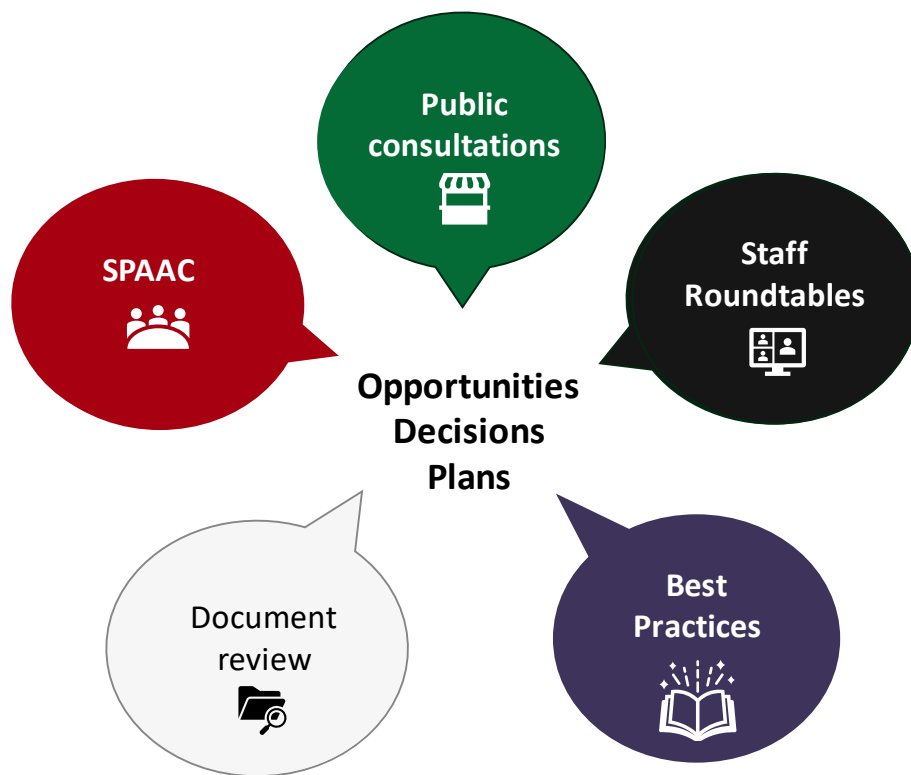 Public
consultations
SPAAC
Staff
Roundtables
Opportunities
Decisions
Plans
Document
review
Best
Practices